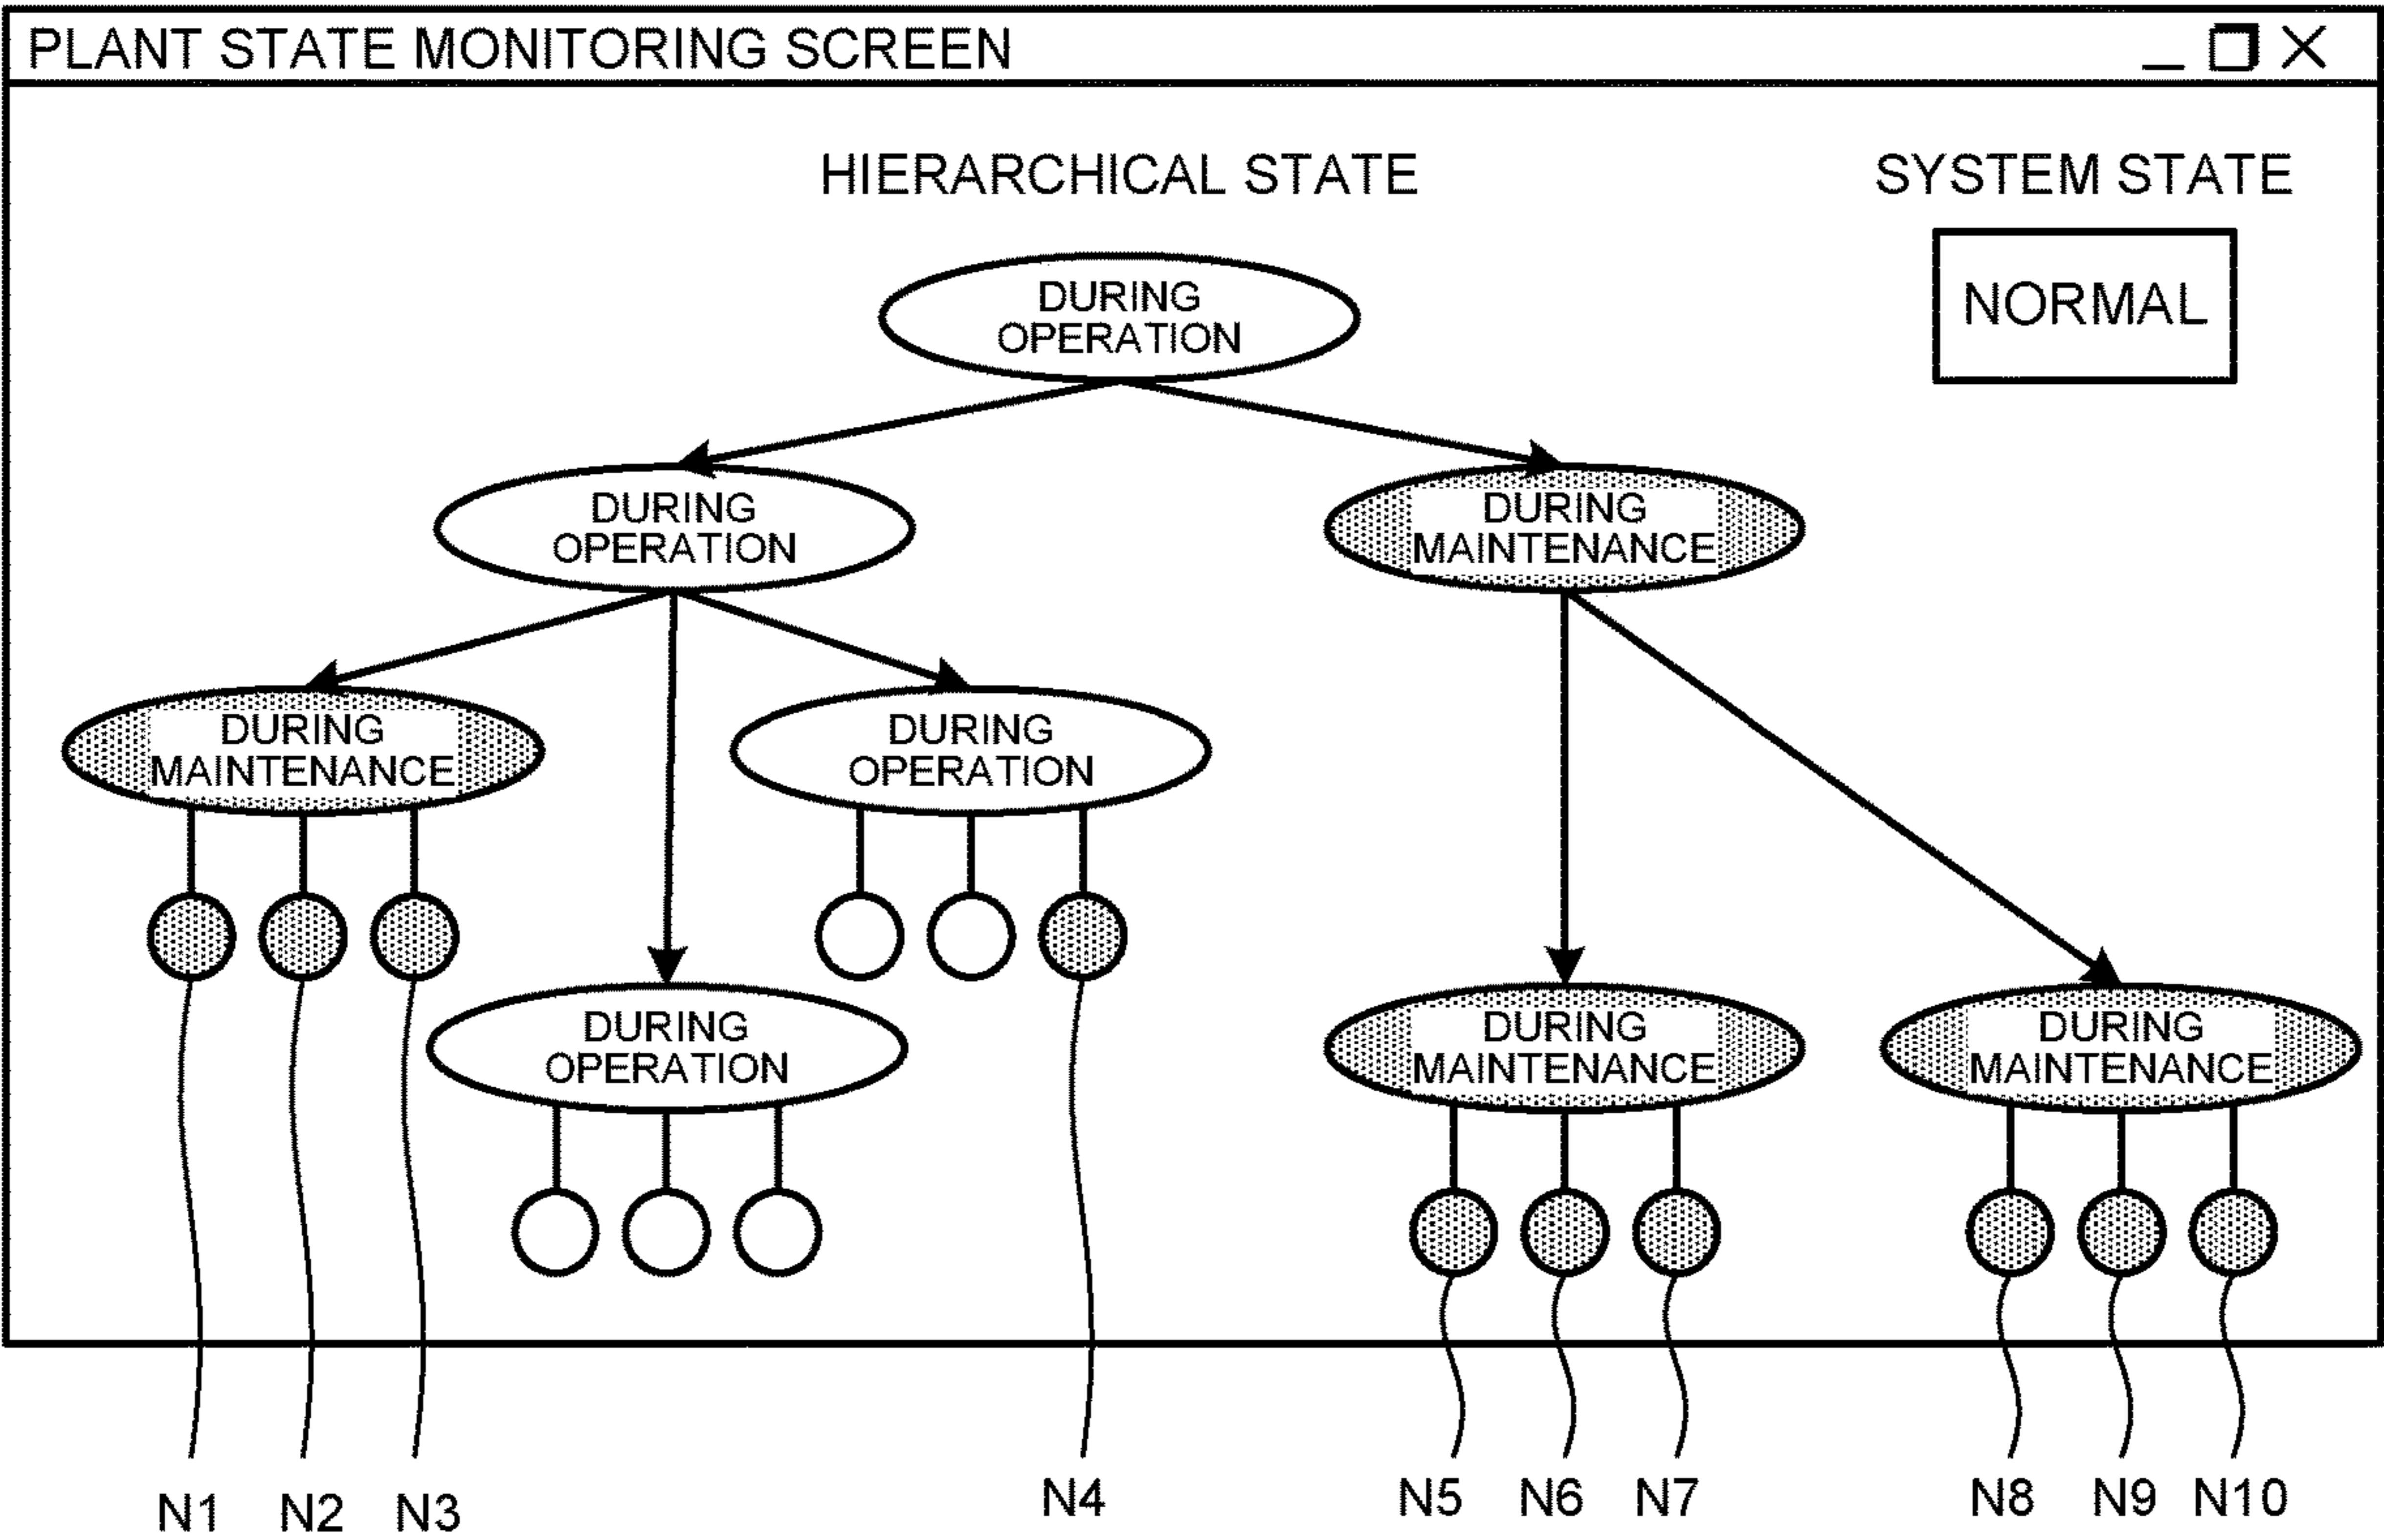 PLANT STATE MONITORING SCREEN
HIERARCHICAL STATE
SYSTEM STATE
NORMAL
DURING
OPERATION
DURING
OPERATION
DURING
MAINTENANCE
DURING
MAINTENANCE
DURING
OPERATION
DURING
OPERATION
DURING
MAINTENANCE
DURING
MAINTENANCE
N1 N2 N3 N4 N5 N6 N7 N8 N9 N10